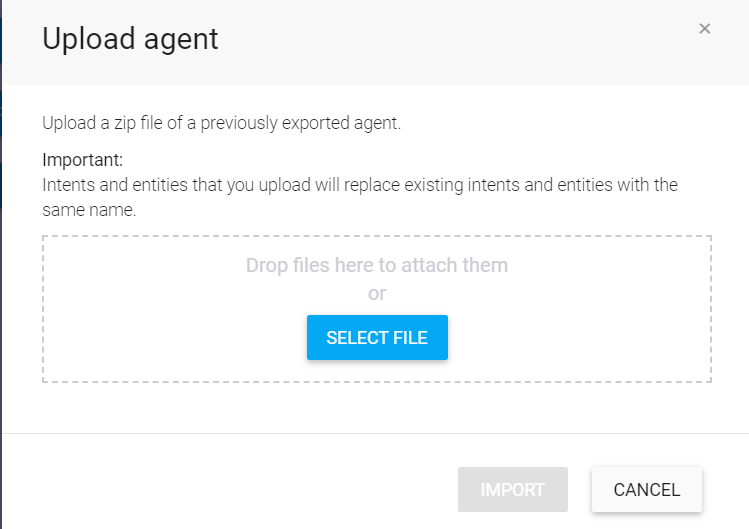 Upload agent
×
Upload a zip file of a previously exported agent.
Important:
Intents and entities that you upload will replace existing intents and entities with the
same name.
Drop files here to attach them
or
SELECT FILE
IMPORT
CANCEL